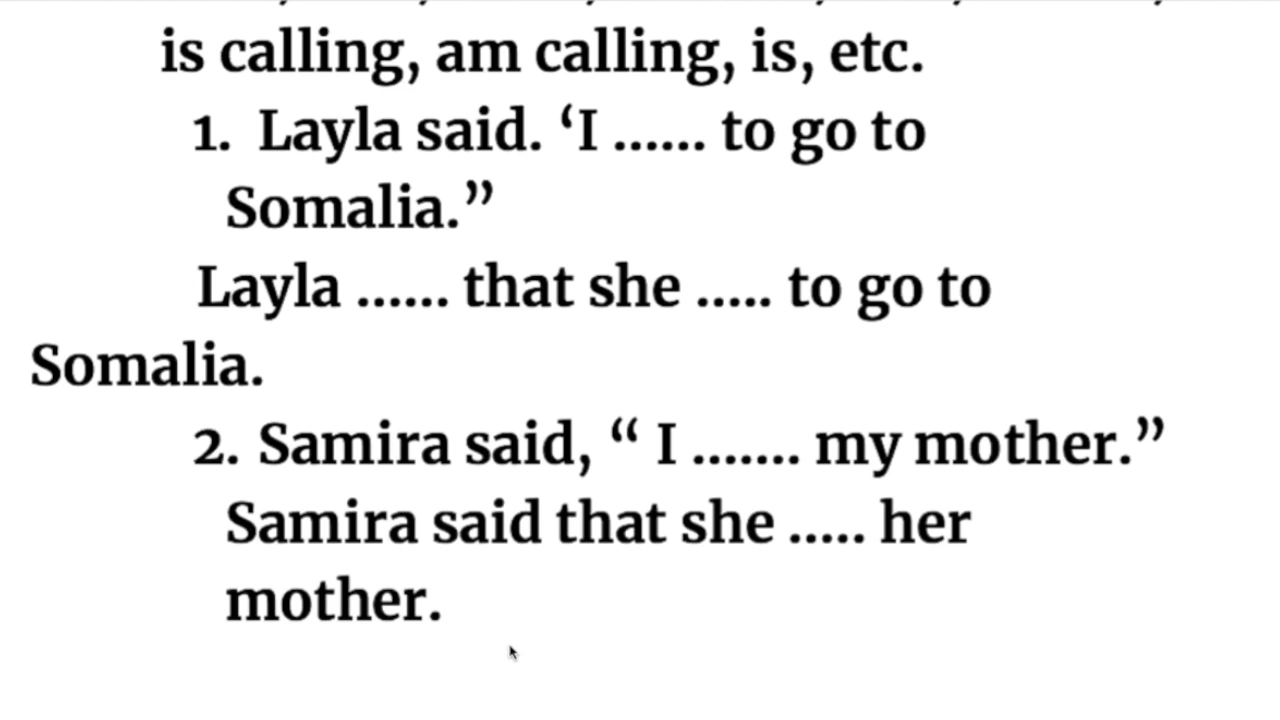 is calling, am calling, is, etc.
1. Layla said. ‘I ...... to go to
Somalia.”
Layla ...... that she ..... to go to
Somalia.
2. Samira said, “ I ....... my mother.”
Samira said that she ..... her
mother.